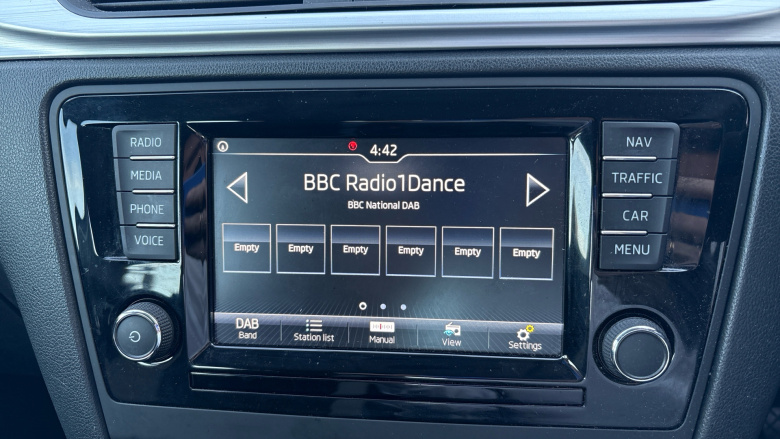 RADIO
MEDIA
PHONE
VOICE
4:42
BBC Radio1Dance
BBC National DAB
Empty Empty Empty Empty Empty Empty
DAB
Band
Station list
Manual
View
Settings
NAV
TRAFFIC
CAR
MENU